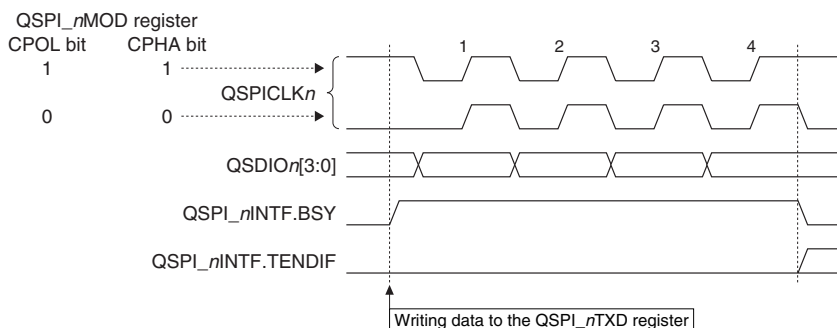 QSPI_nMOD register
CPOL bit CPHA bit
1 1
QSPICLKn
0 0
1 2 3 4
QSDIOn[3:0]
QSPI_nINTF.BSY
QSPI_nINTF.TENDIF
Writing data to the QSPI_nTXD register